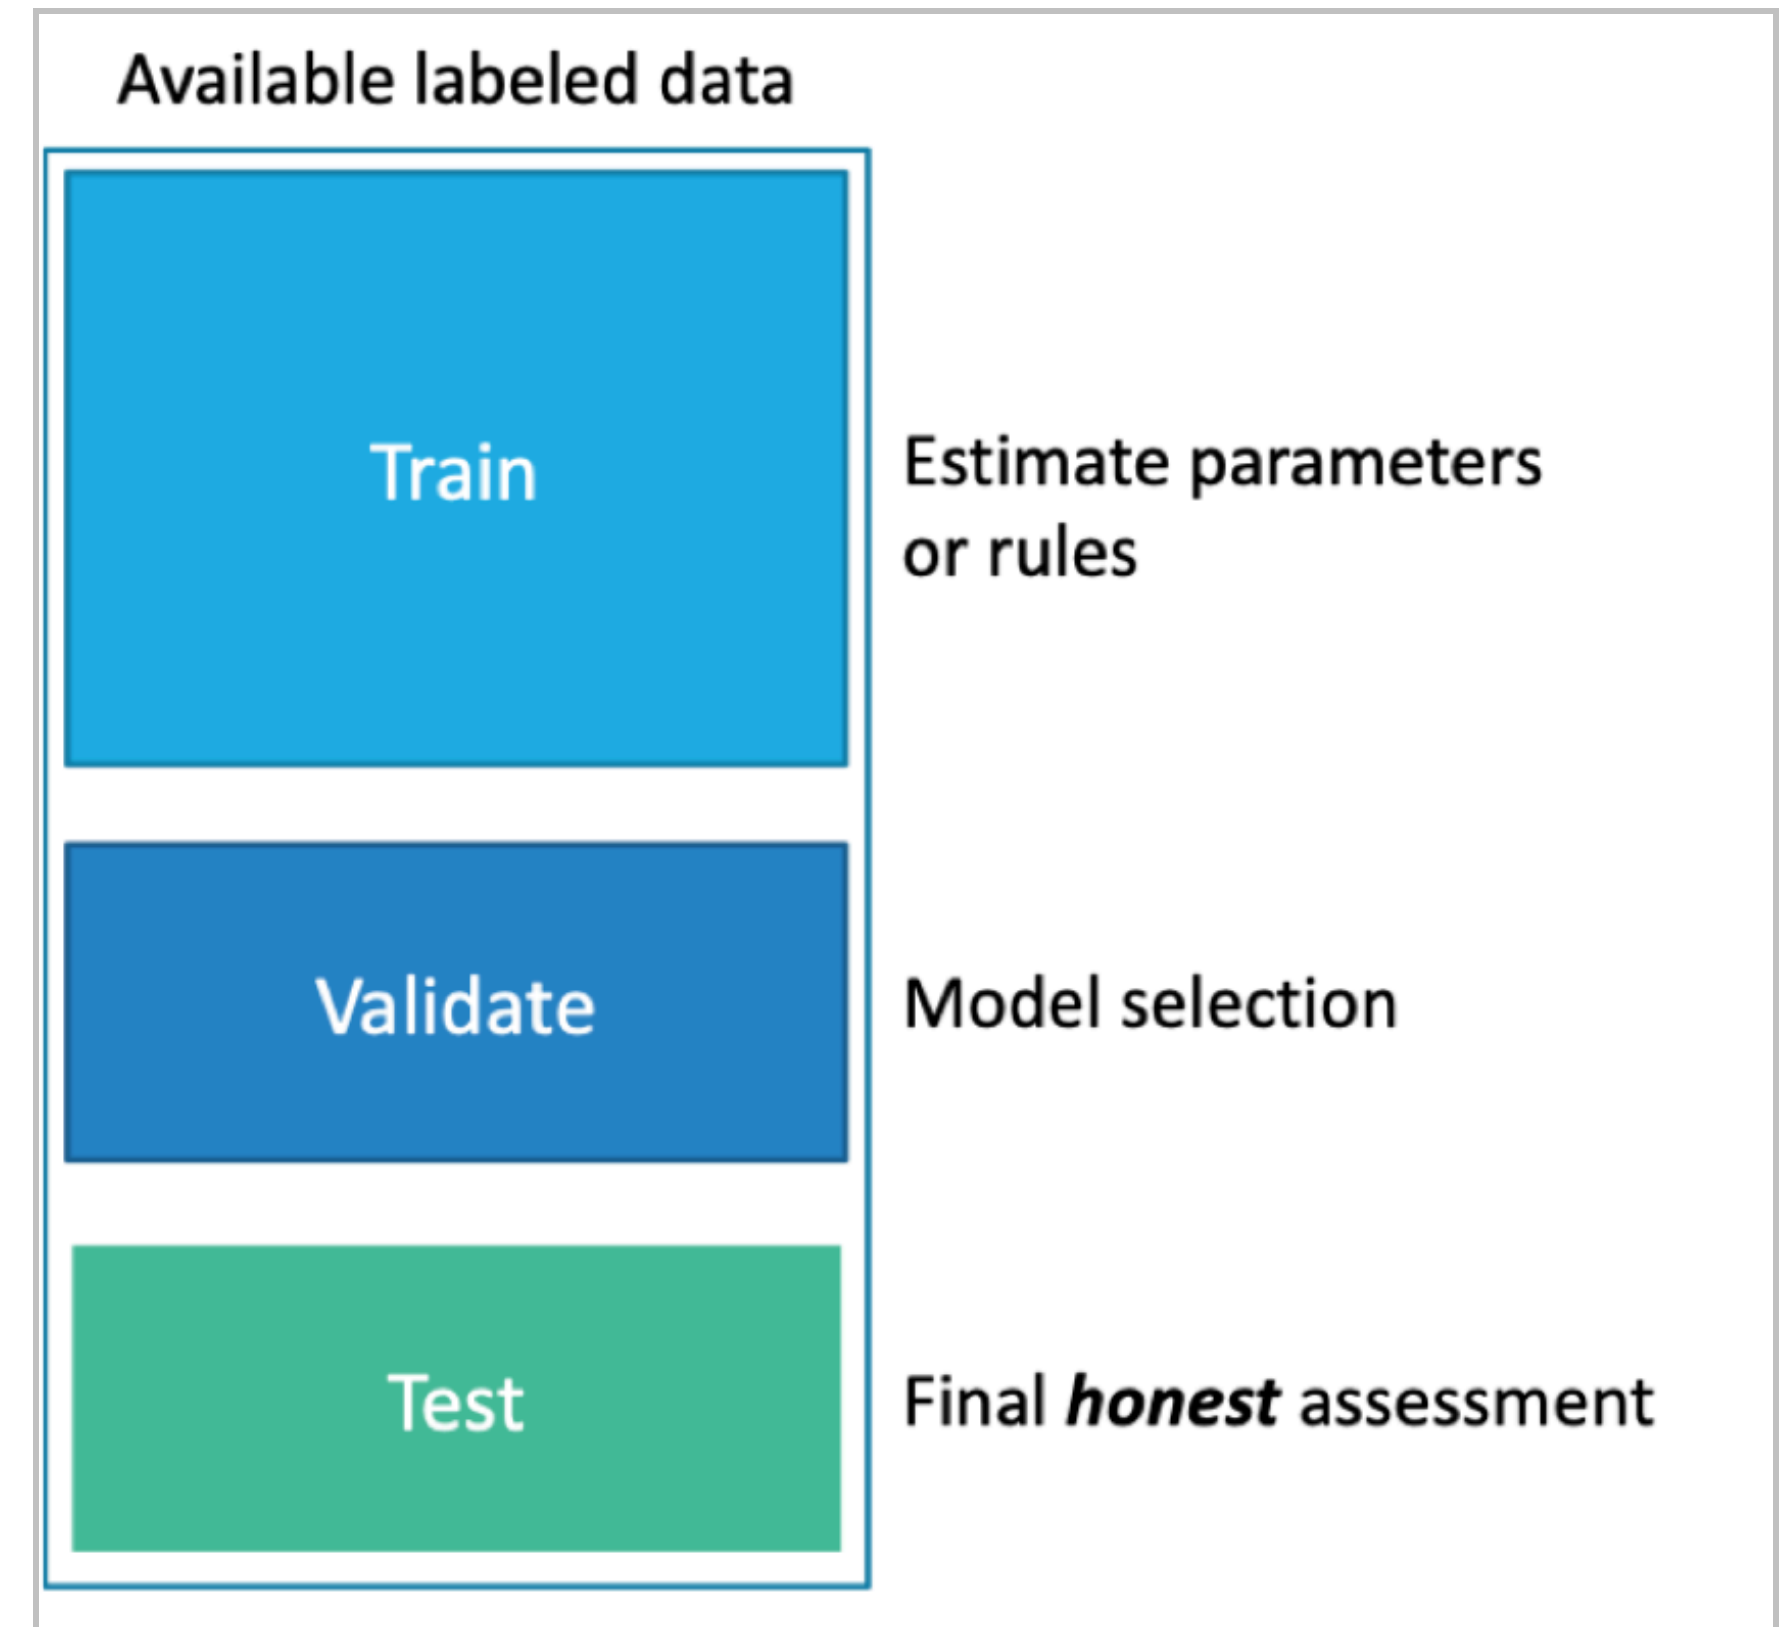 Available labeled data
Train
Estimate parameters
or rules
Validate
Model selection
Test
Final honest assessment